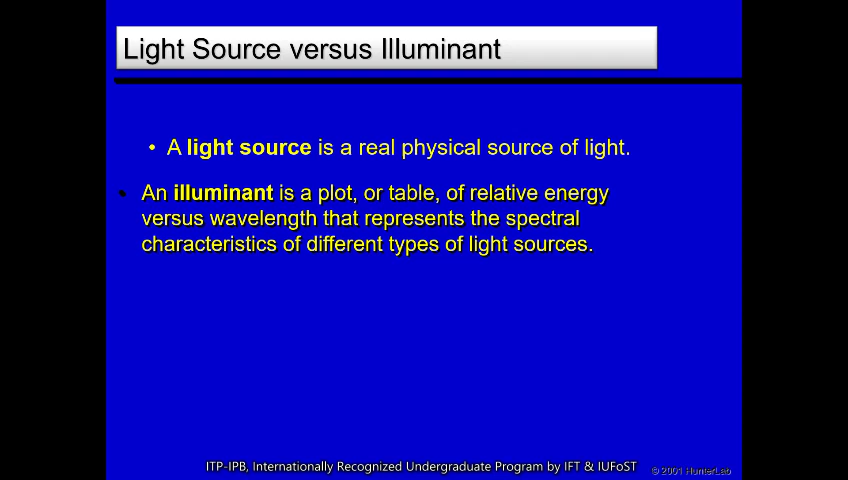 Light Source versus Illuminant
• A light source is a real physical source of light.
• An illuminant is a plot, or table, of relative energy
versus wavelength that represents the spectral
characteristics of different types of light sources.
ITP-IPB, Internationally Recognized Undergraduate Program by IFT & IUFoST
© 2001 HunterLab